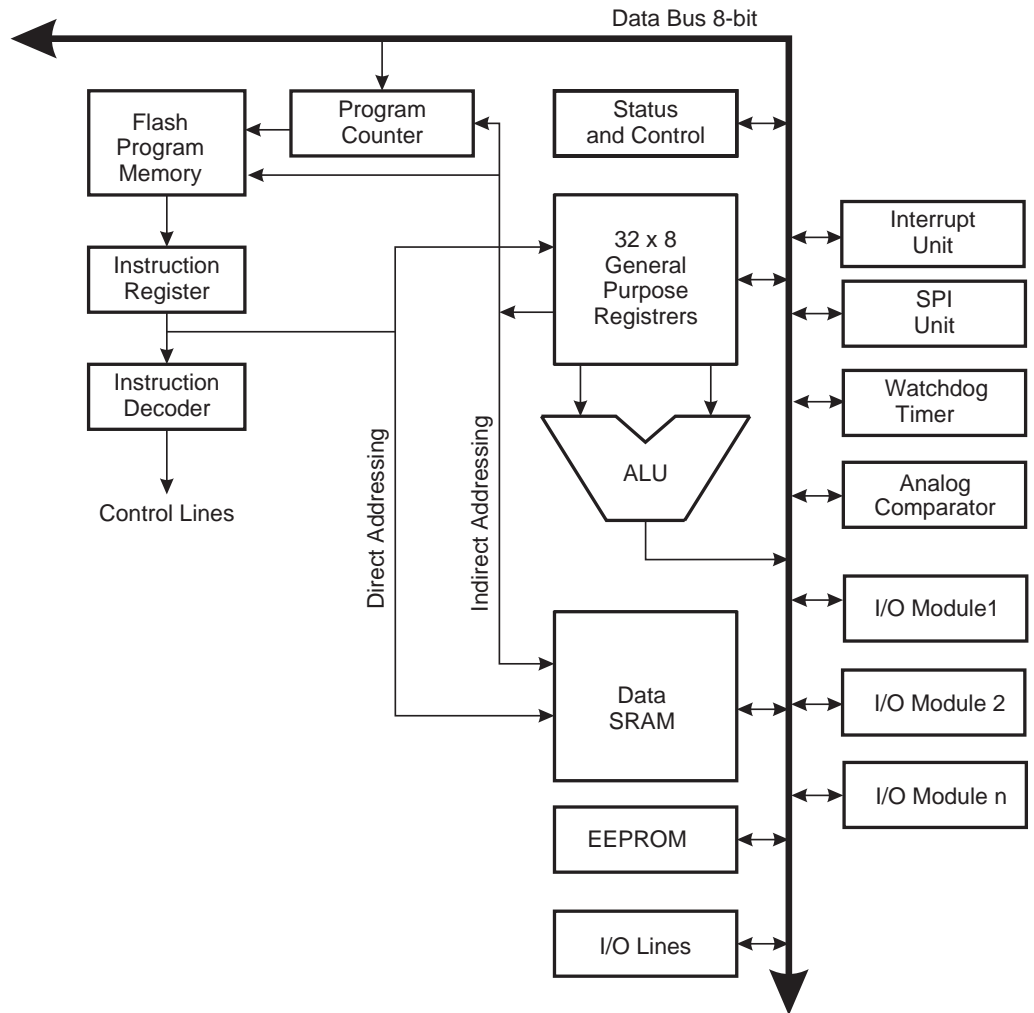 Data Bus 8-bit
Flash
Program
Memory
Program
Counter
Status
and Control
Instruction
Register
32 x 8
General
Purpose
Registrers
Interrupt
Unit
SPI
Unit
Instruction
Decoder
Watchdog
Timer
ALU
Analog
Comparator
Control Lines
Direct Addressing
Indirect Addressing
I/O Module1
Data
SRAM
I/O Module 2
I/O Module n
EEPROM
I/O Lines